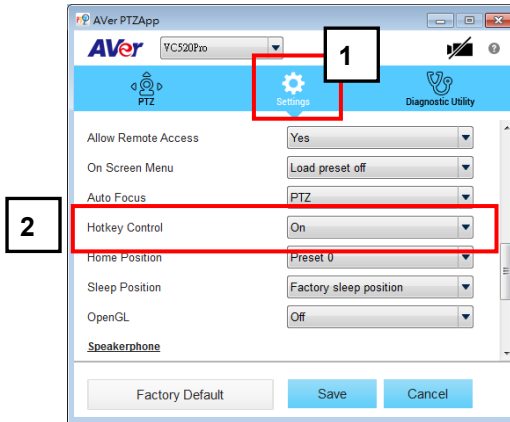 AVer PTZApp
AVer VC520Pro ?
1
PTZ Settings Diagnostic Utility
Allow Remote Access Yes
On Screen Menu Load preset off
Auto Focus PTZ
2
Hotkey Control On
Home Position Preset 0
Sleep Position Factory sleep position
OpenGL Off
Speakerphone
Factory Default Save Cancel